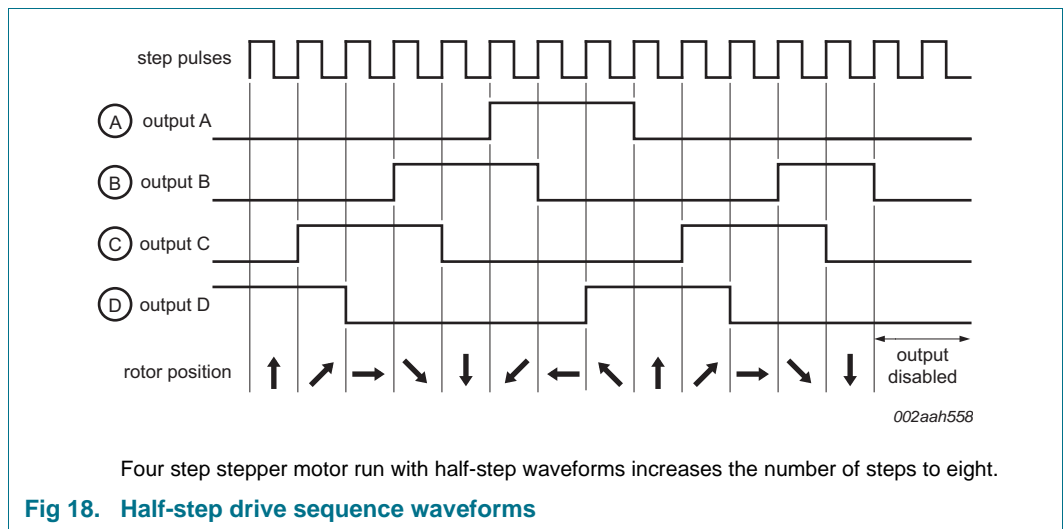 step pulses
A output A
B output B
C output C
D output D
rotor position
output
disabled
002aah558
Four step stepper motor run with half-step waveforms increases the number of steps to eight.
Fig 18. Half-step drive sequence waveforms